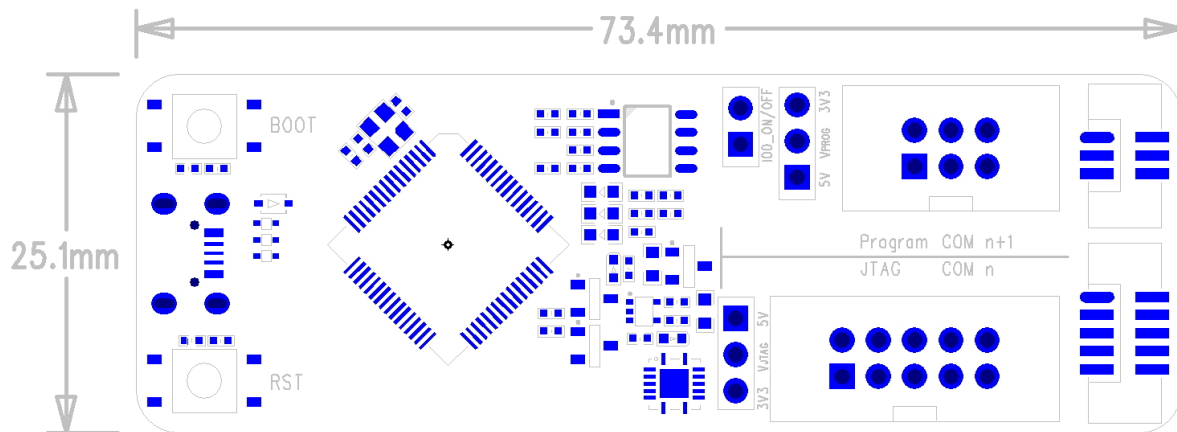 73.4mm
25.1mm
BOOT
IO0_ON/OFF
3V3
VPROG
5V
Program COM n+1
JTAG COM n
5V
VJTAG
3V3
RST